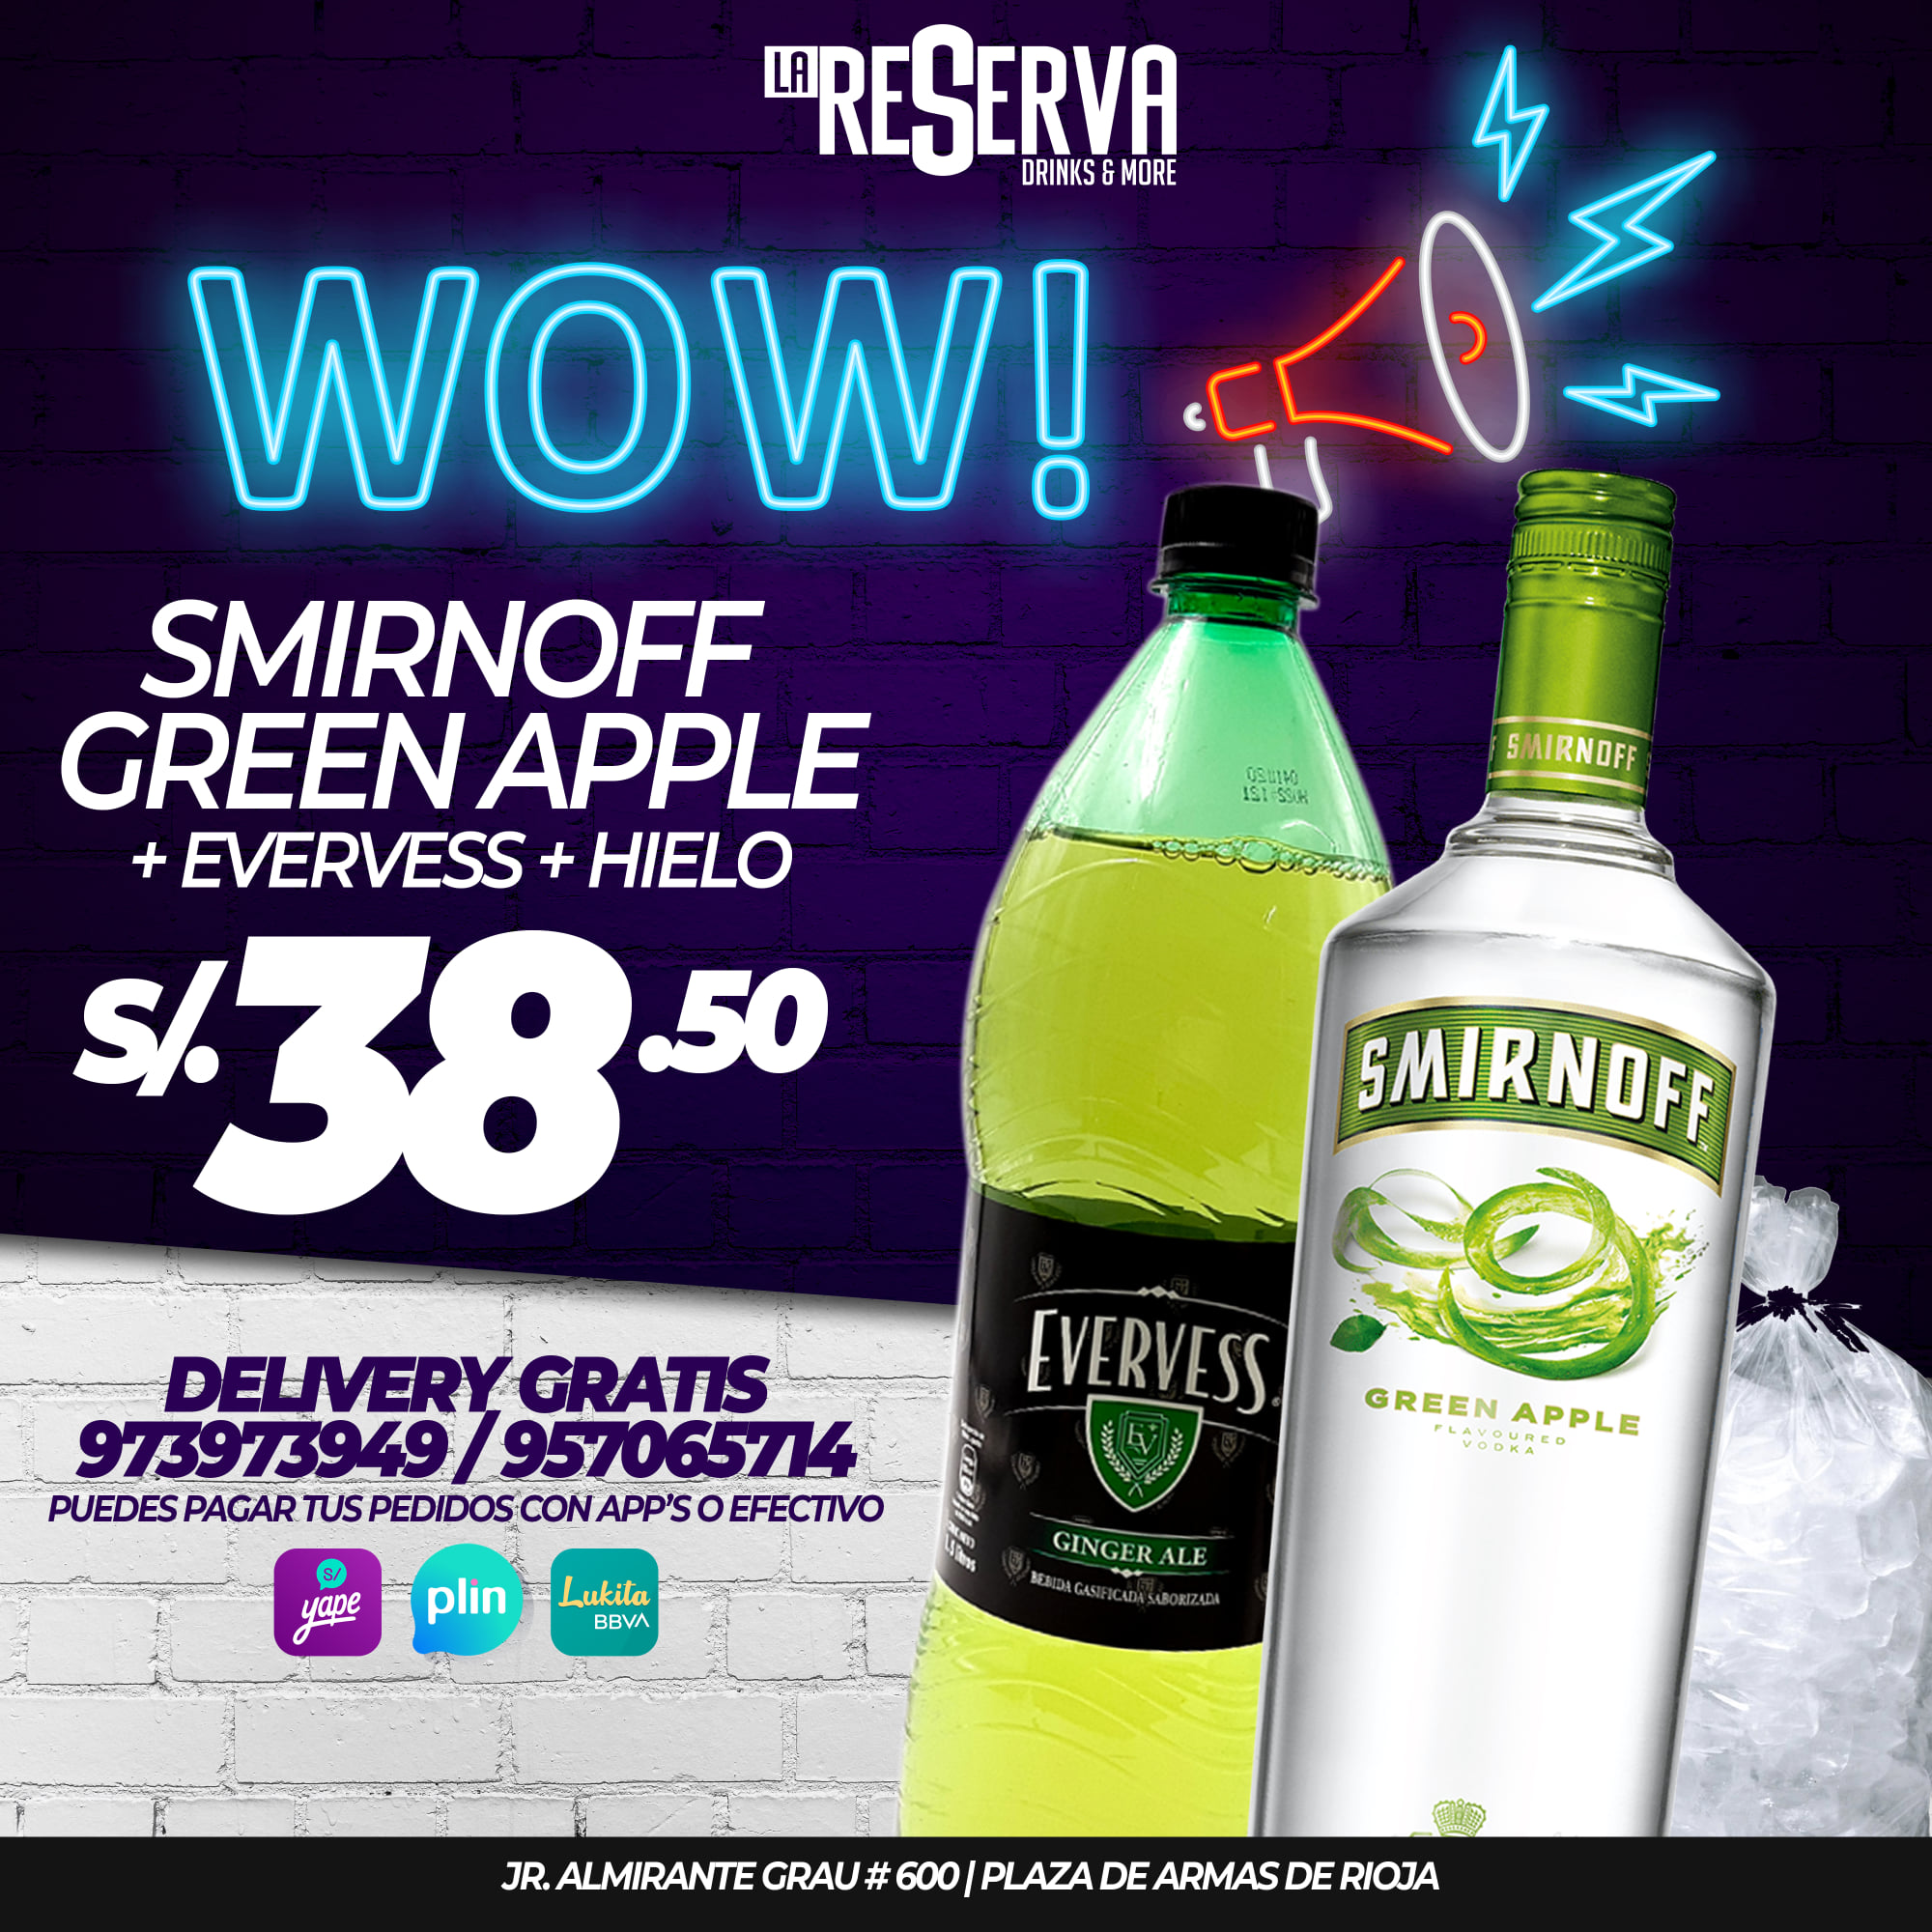 LA RESERVA
DRINKS & MORE
WOW!
SMIRNOFF
GREEN APPLE
+ EVERVESS + HIELO
S/.38.50
DELIVERY GRATIS
973973949 / 957065714
PUEDES PAGAR TUS PEDIDOS CON APP'S O EFECTIVO
S/
yape
plin
Lukita
BBVA
SMIRNOFF
SMIRNOFF
GREEN APPLE
FLAVOURED
VODKA
EVERVESS
EV
GINGER ALE
BEBIDA GASIFICADA SABORIZADA
JR. ALMIRANTE GRAU # 600 | PLAZA DE ARMAS DE RIOJA